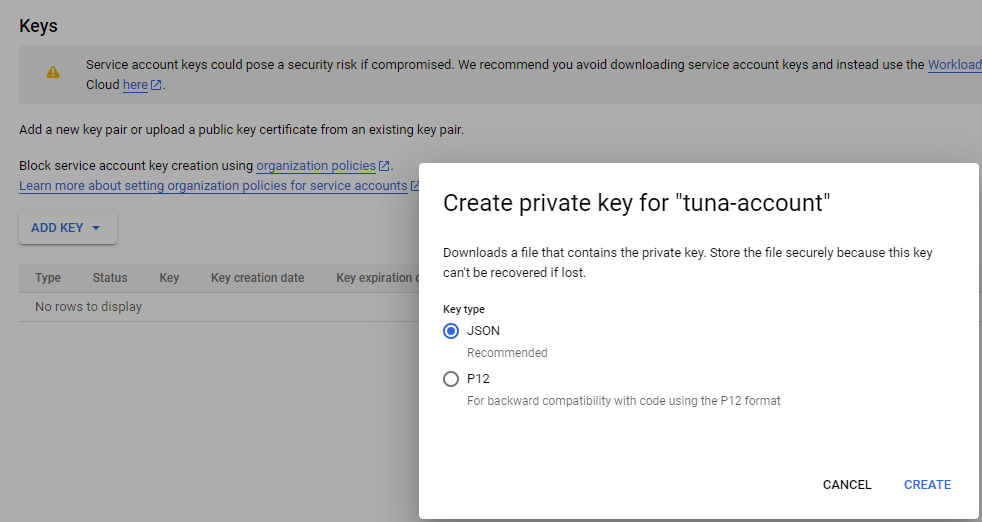 Keys
Service account keys could pose a security risk if compromised. We recommend you avoid downloading service account keys and instead use the Workload
Cloud here.
Add a new key pair or upload a public key certificate from an existing key pair.
Block service account key creation using organization policies.
Learn more about setting organization policies for service accounts
ADD KEY
Type Status Key Key creation date Key expiration
No rows to display
Create private key for "tuna-account"
Downloads a file that contains the private key. Store the file securely because this key
can't be recovered if lost.
Key type
JSON
Recommended
P12
For backward compatibility with code using the P12 format
CANCEL CREATE